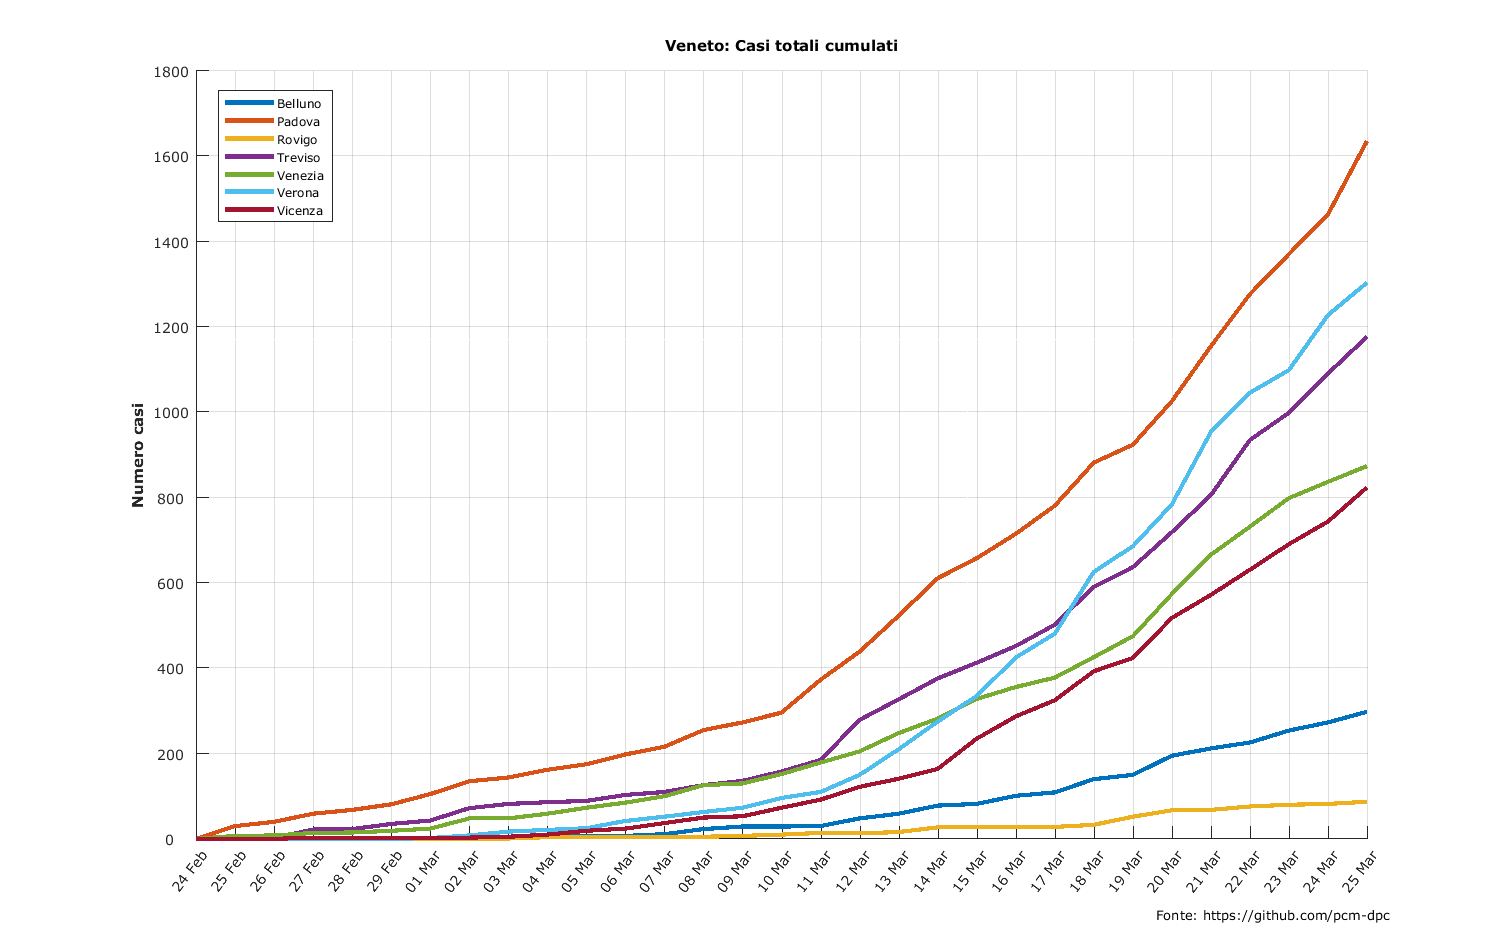 Veneto: Casi totali cumulati
1800
1600
1400
1200
1000
800
600
400
200
0
Numero casi
Belluno
Padova
Rovigo
Treviso
Venezia
Verona
Vicenza
24 Feb
25 Feb
26 Feb
27 Feb
28 Feb
29 Feb
01 Mar
02 Mar
03 Mar
04 Mar
05 Mar
06 Mar
07 Mar
08 Mar
09 Mar
10 Mar
11 Mar
12 Mar
13 Mar
14 Mar
15 Mar
16 Mar
17 Mar
18 Mar
19 Mar
20 Mar
21 Mar
22 Mar
23 Mar
24 Mar
25 Mar
Fonte: https://github.com/pcm-dpc